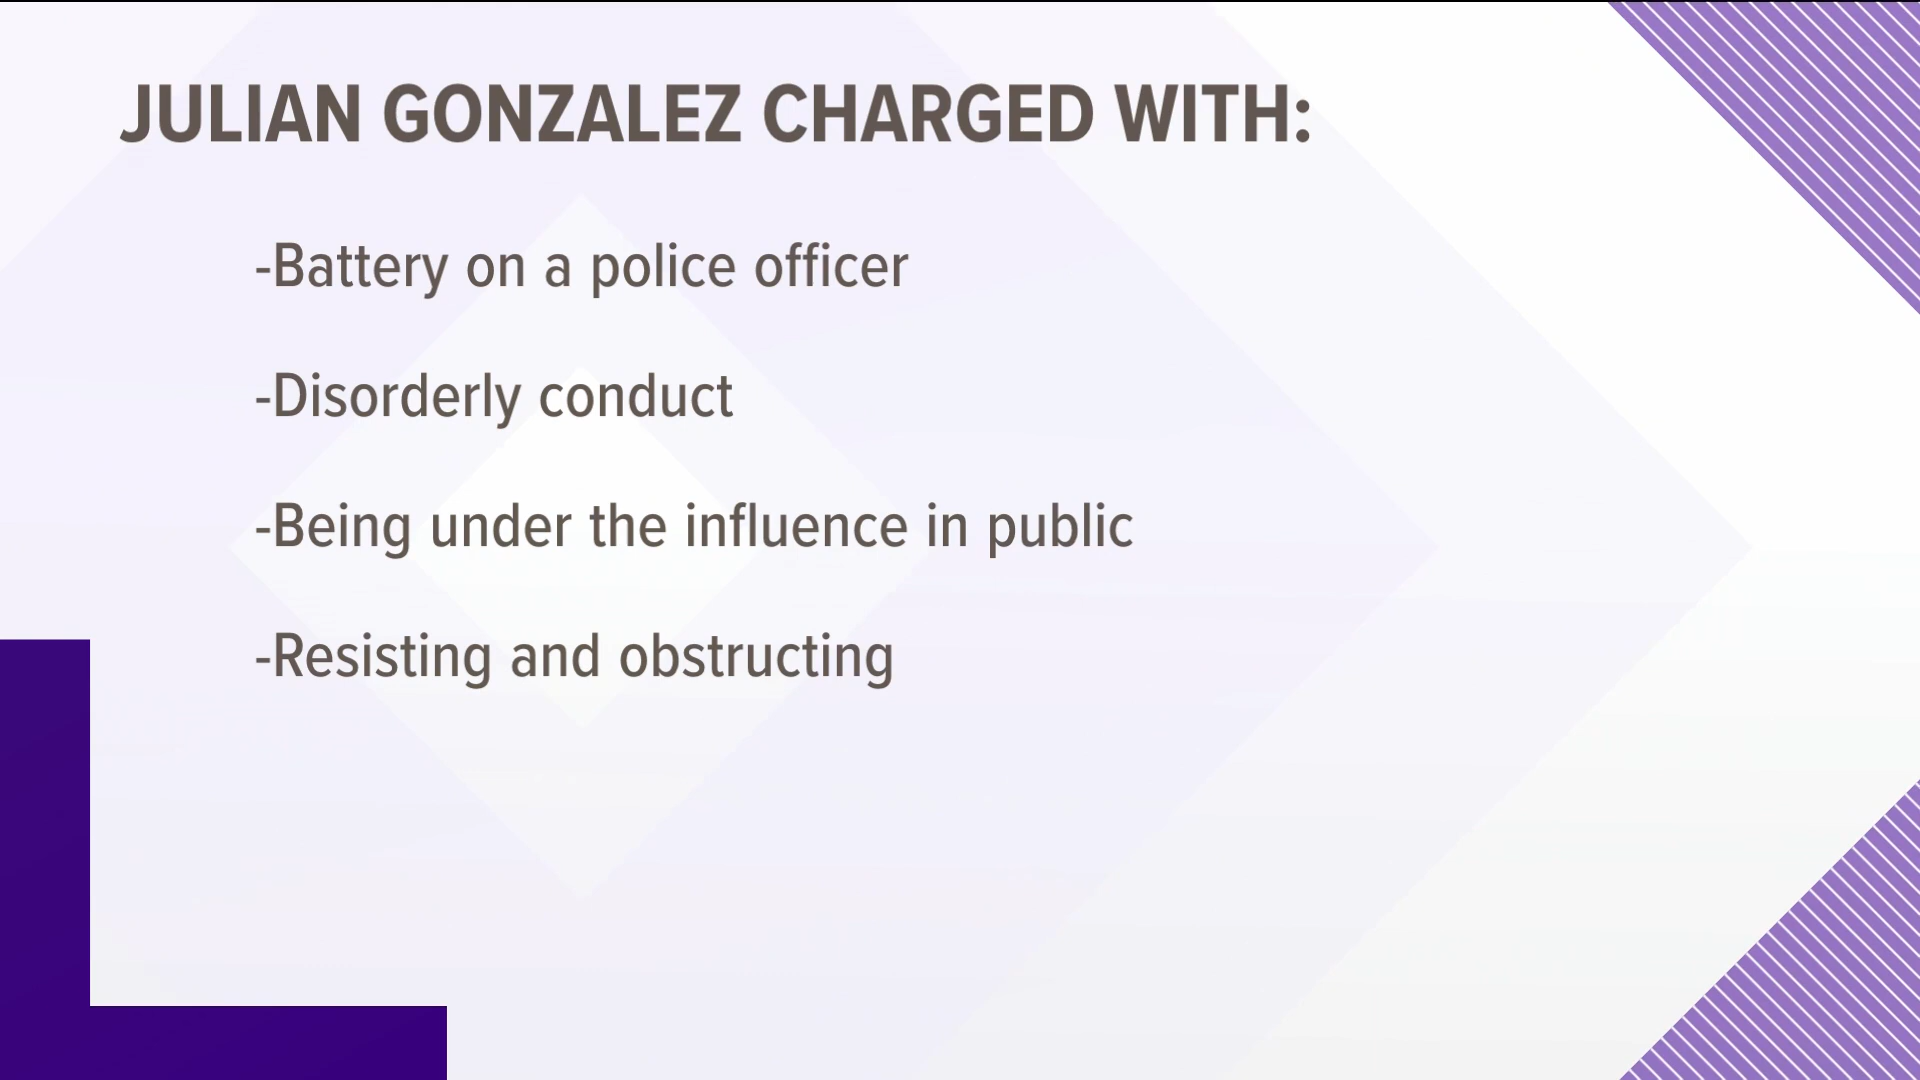 JULIAN GONZALEZ CHARGED WITH:
-Battery on a police officer
-Disorderly conduct
-Being under the influence in public
-Resisting and obstructing